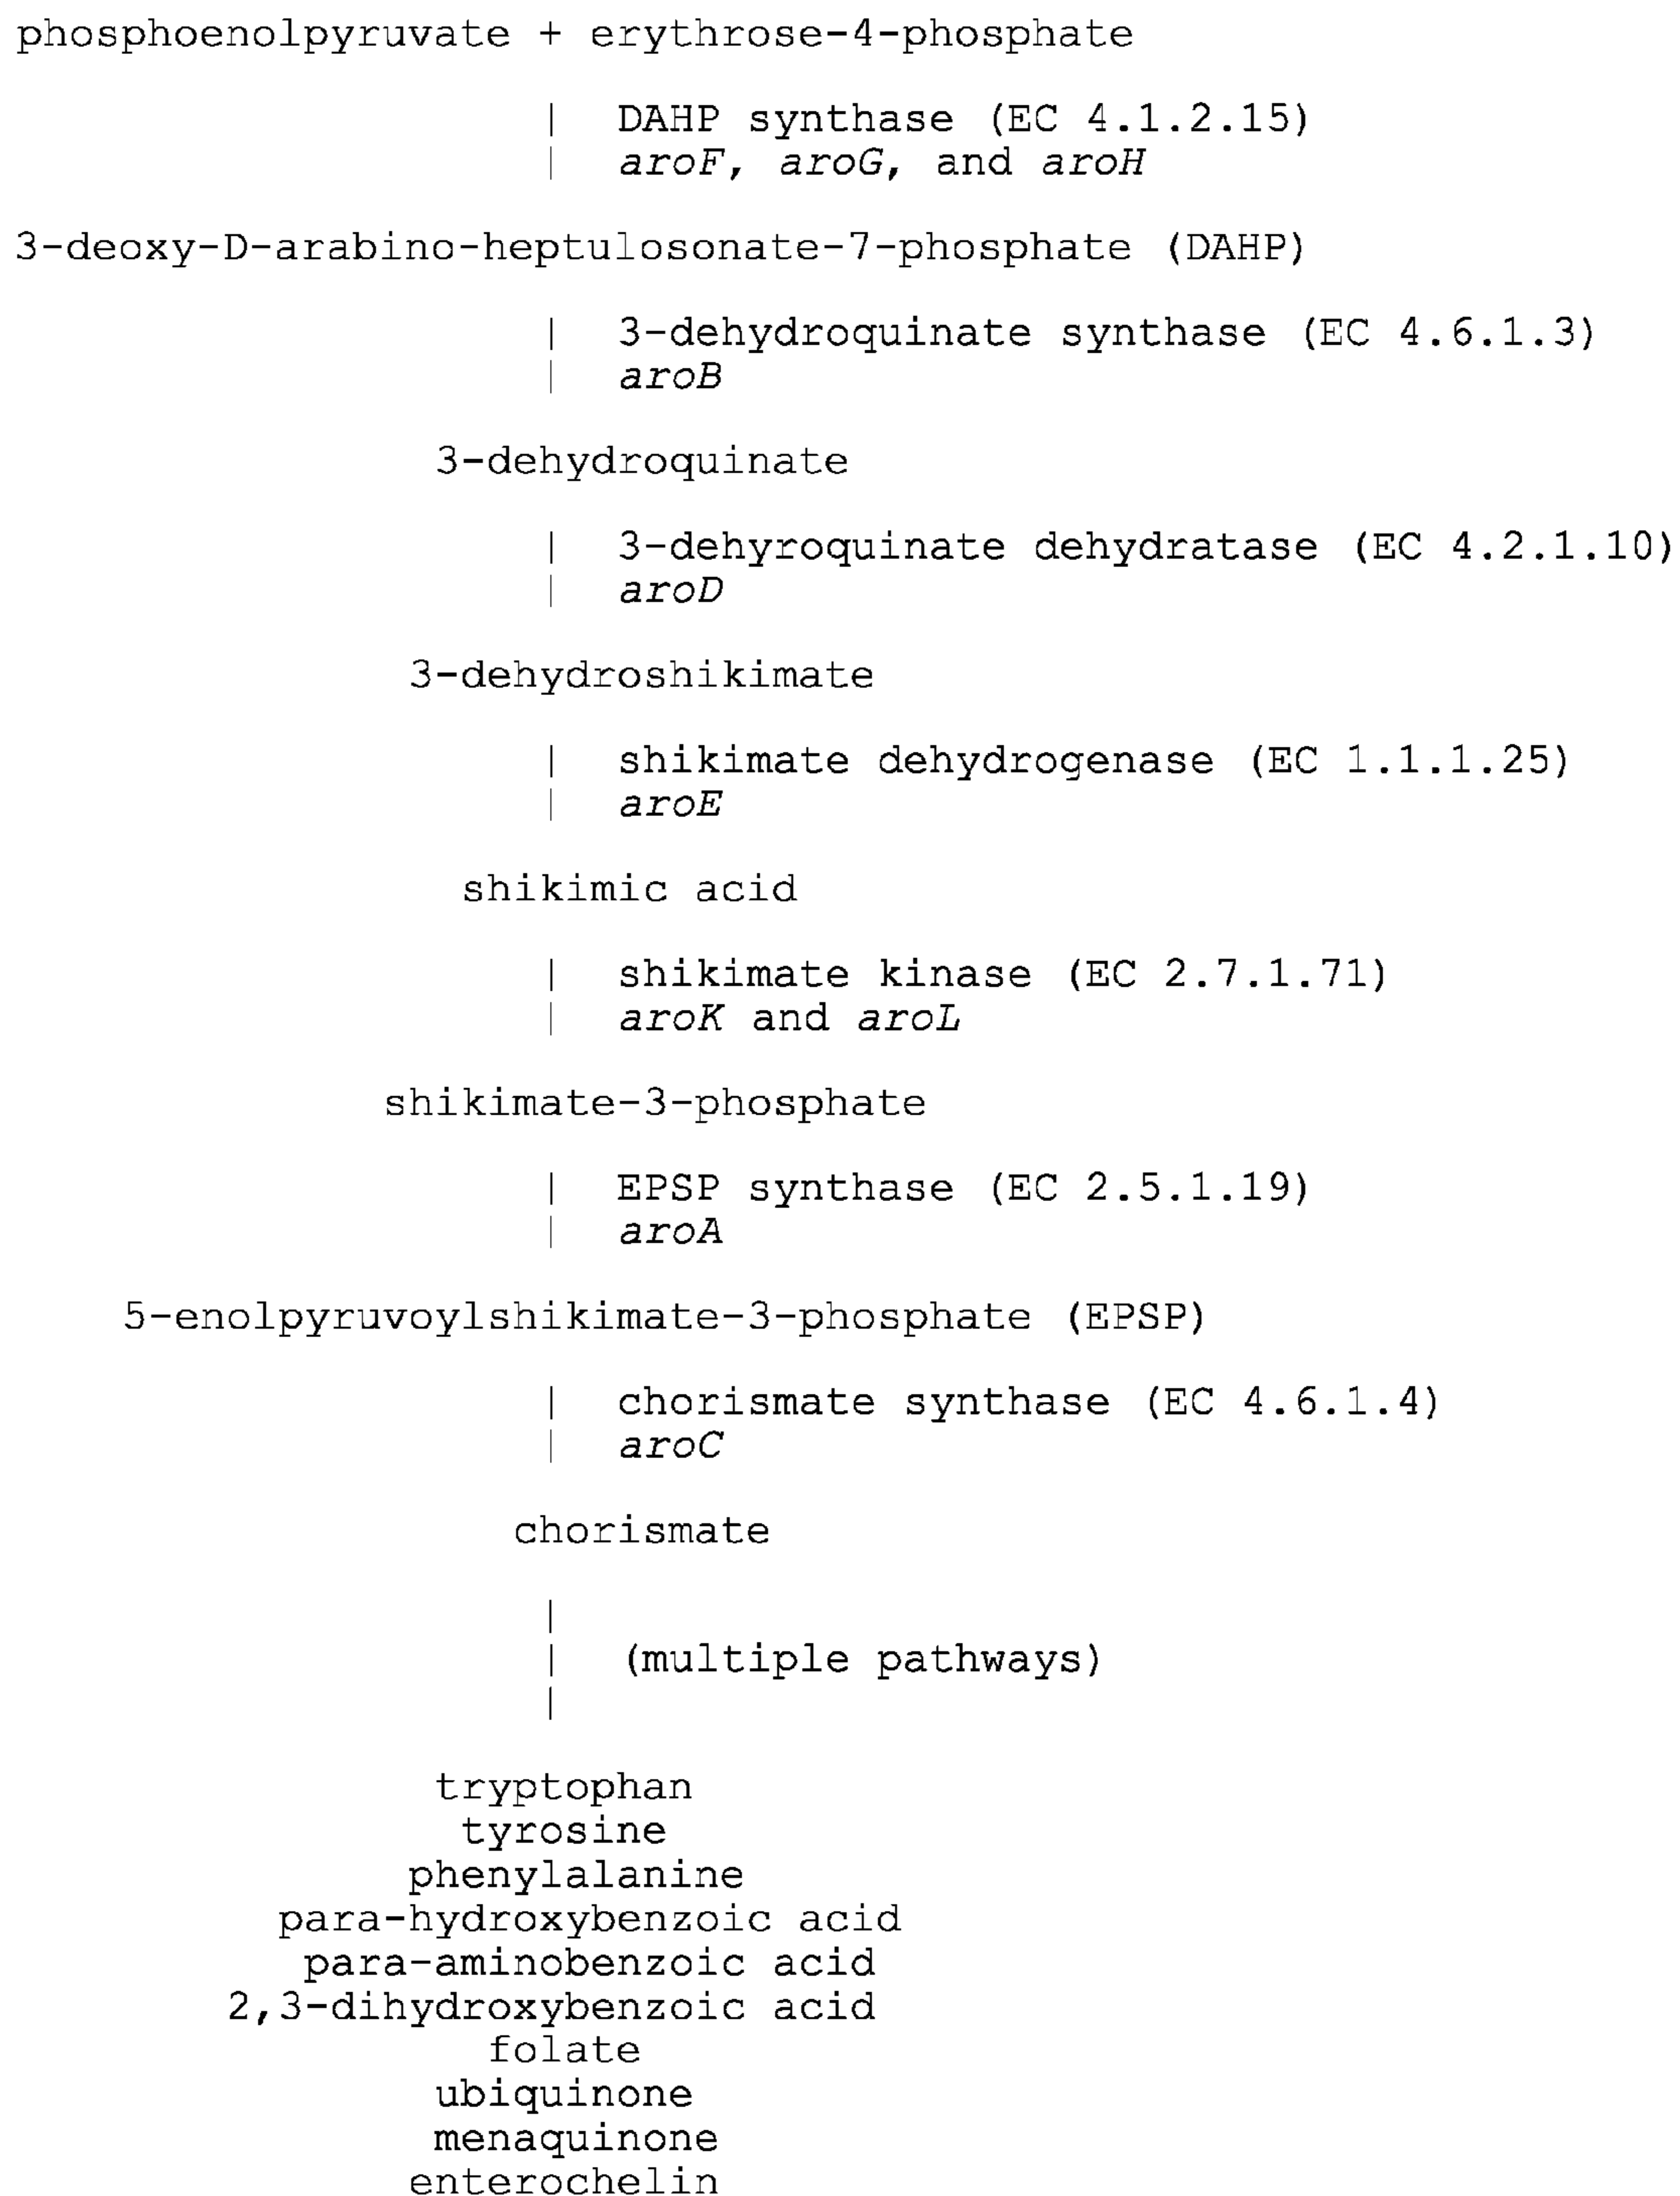 phosphoenolpyruvate + erythrose-4-phosphate
| DAHP synthase (EC 4.1.2.15)
| aroF, aroG, and aroH
3-deoxy-D-arabino-heptulosonate-7-phosphate (DAHP)
| 3-dehydroquinate synthase (EC 4.6.1.3)
| aroB
3-dehydroquinate
| 3-dehyroquinate dehydratase (EC 4.2.1.10)
| aroD
3-dehydroshikimate
| shikimate dehydrogenase (EC 1.1.1.25)
| aroE
shikimic acid
| shikimate kinase (EC 2.7.1.71)
| aroK and aroL
shikimate-3-phosphate
| EPSP synthase (EC 2.5.1.19)
| aroA
5-enolpyruvoylshikimate-3-phosphate (EPSP)
| chorismate synthase (EC 4.6.1.4)
| aroC
chorismate
|
| (multiple pathways)
|
tryptophan
tyrosine
phenylalanine
para-hydroxybenzoic acid
para-aminobenzoic acid
2,3-dihydroxybenzoic acid
folate
ubiquinone
menaquinone
enterochelin